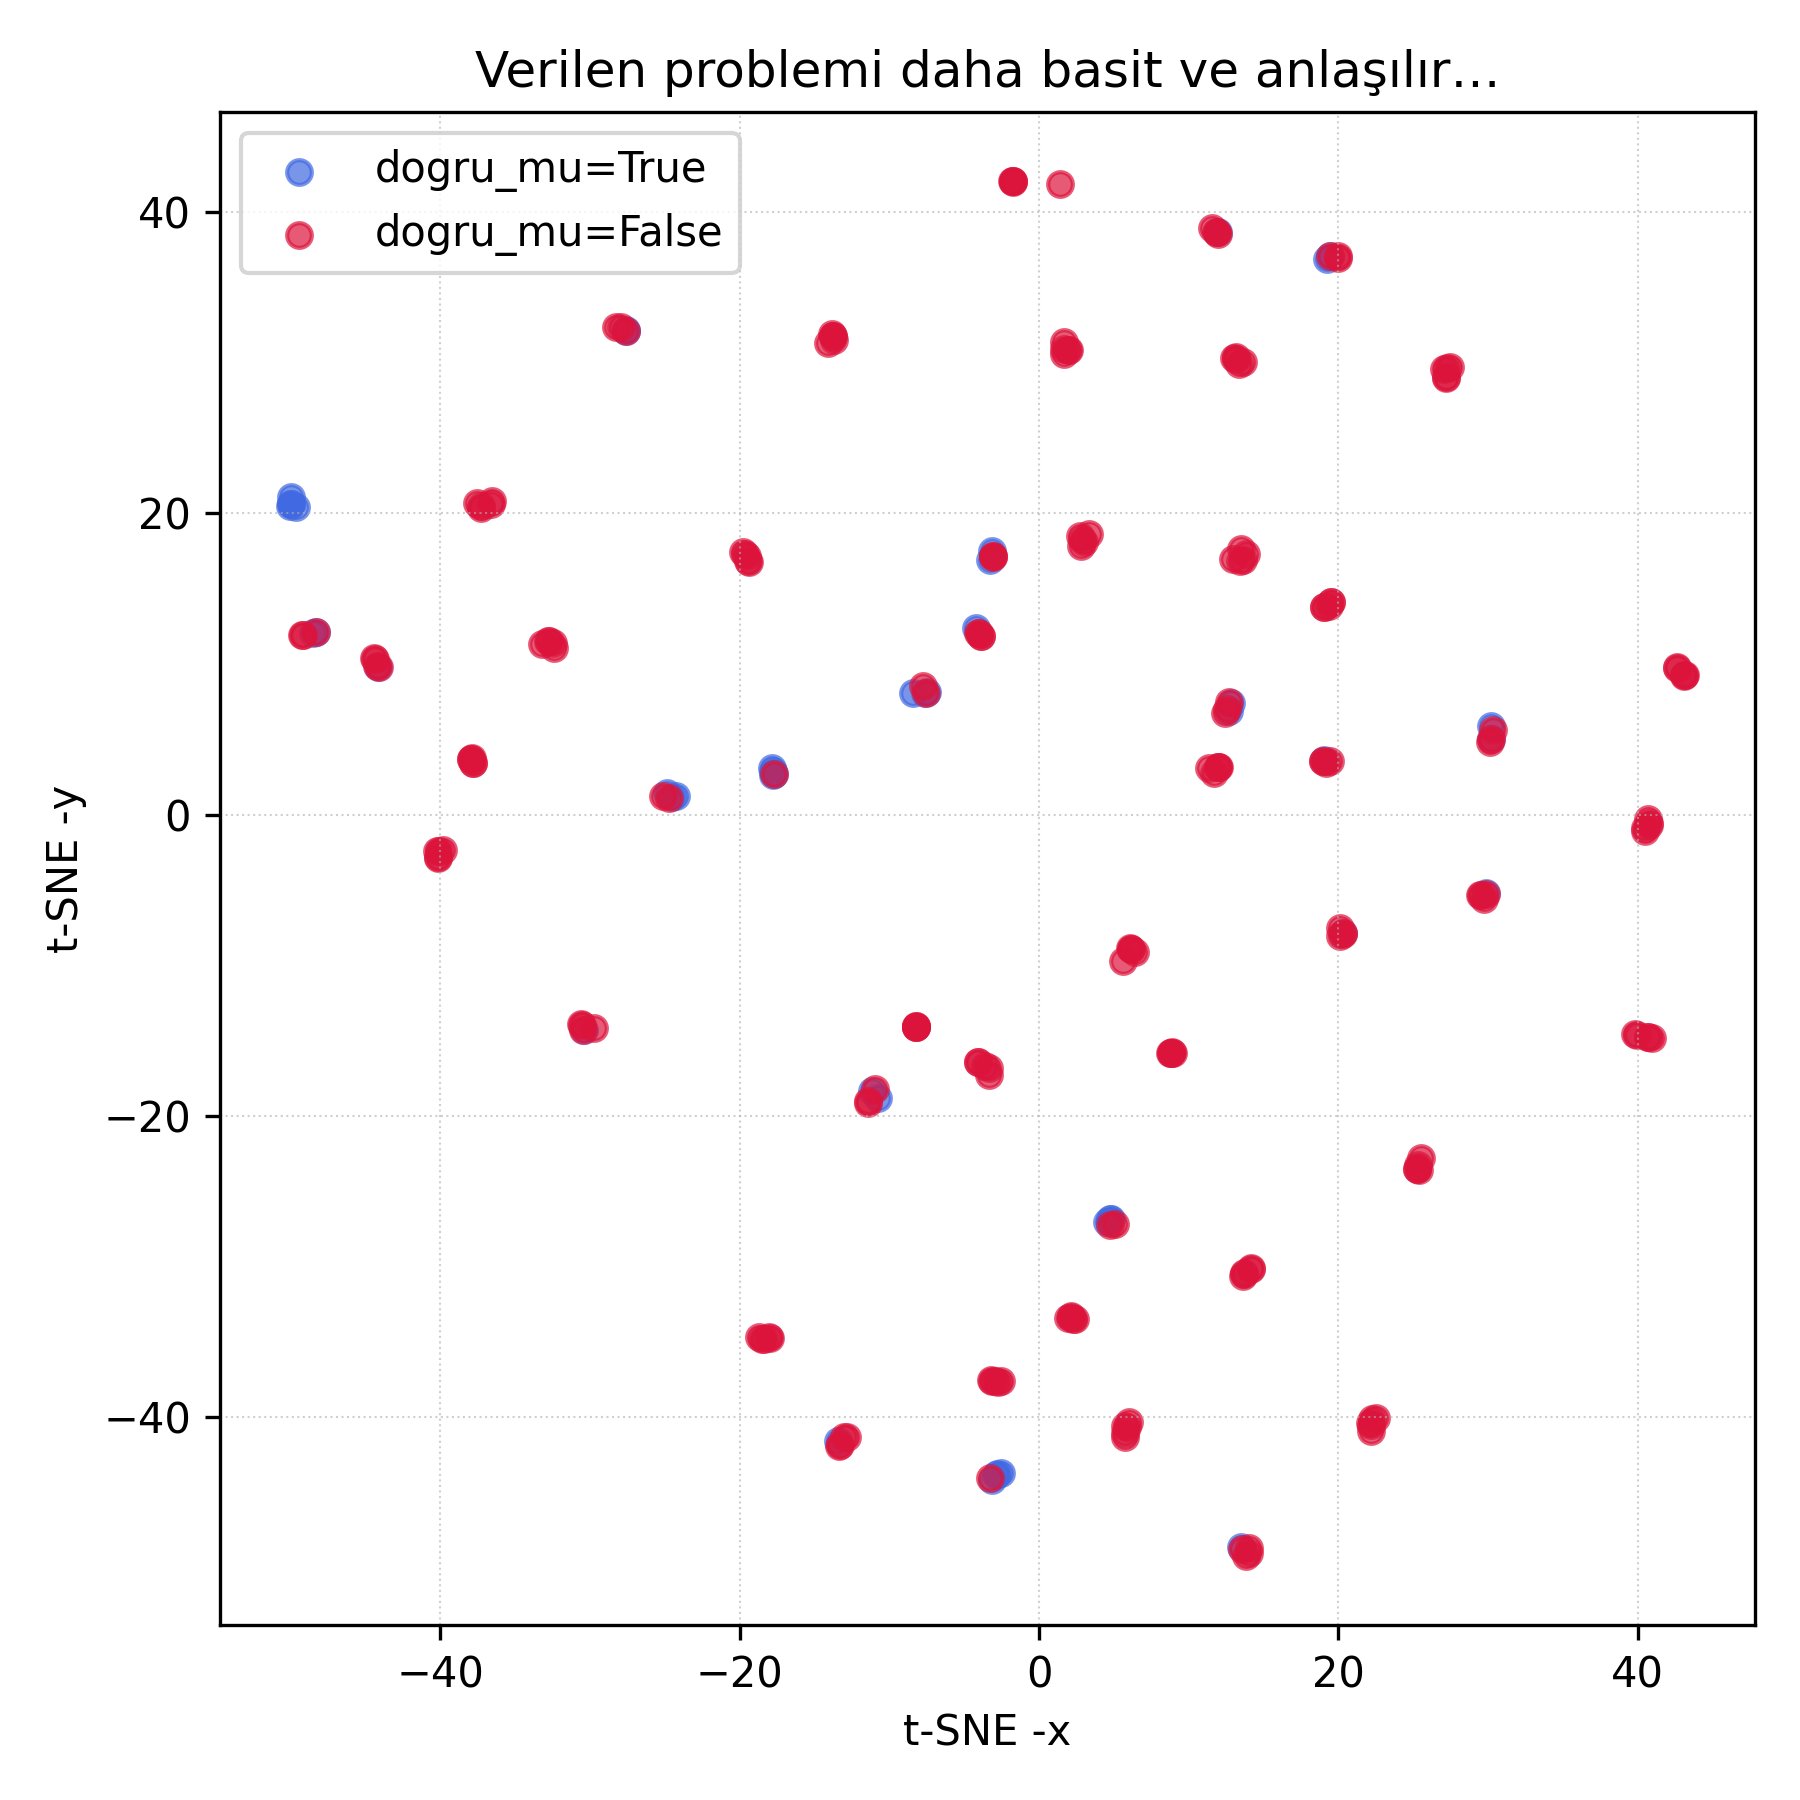 Verilen problemi daha basit ve anlaşılır...
dogru_mu=True
dogru_mu=False
40
20
0
−20
−40
t-SNE -y
−40
−20
0
20
40
t-SNE -x